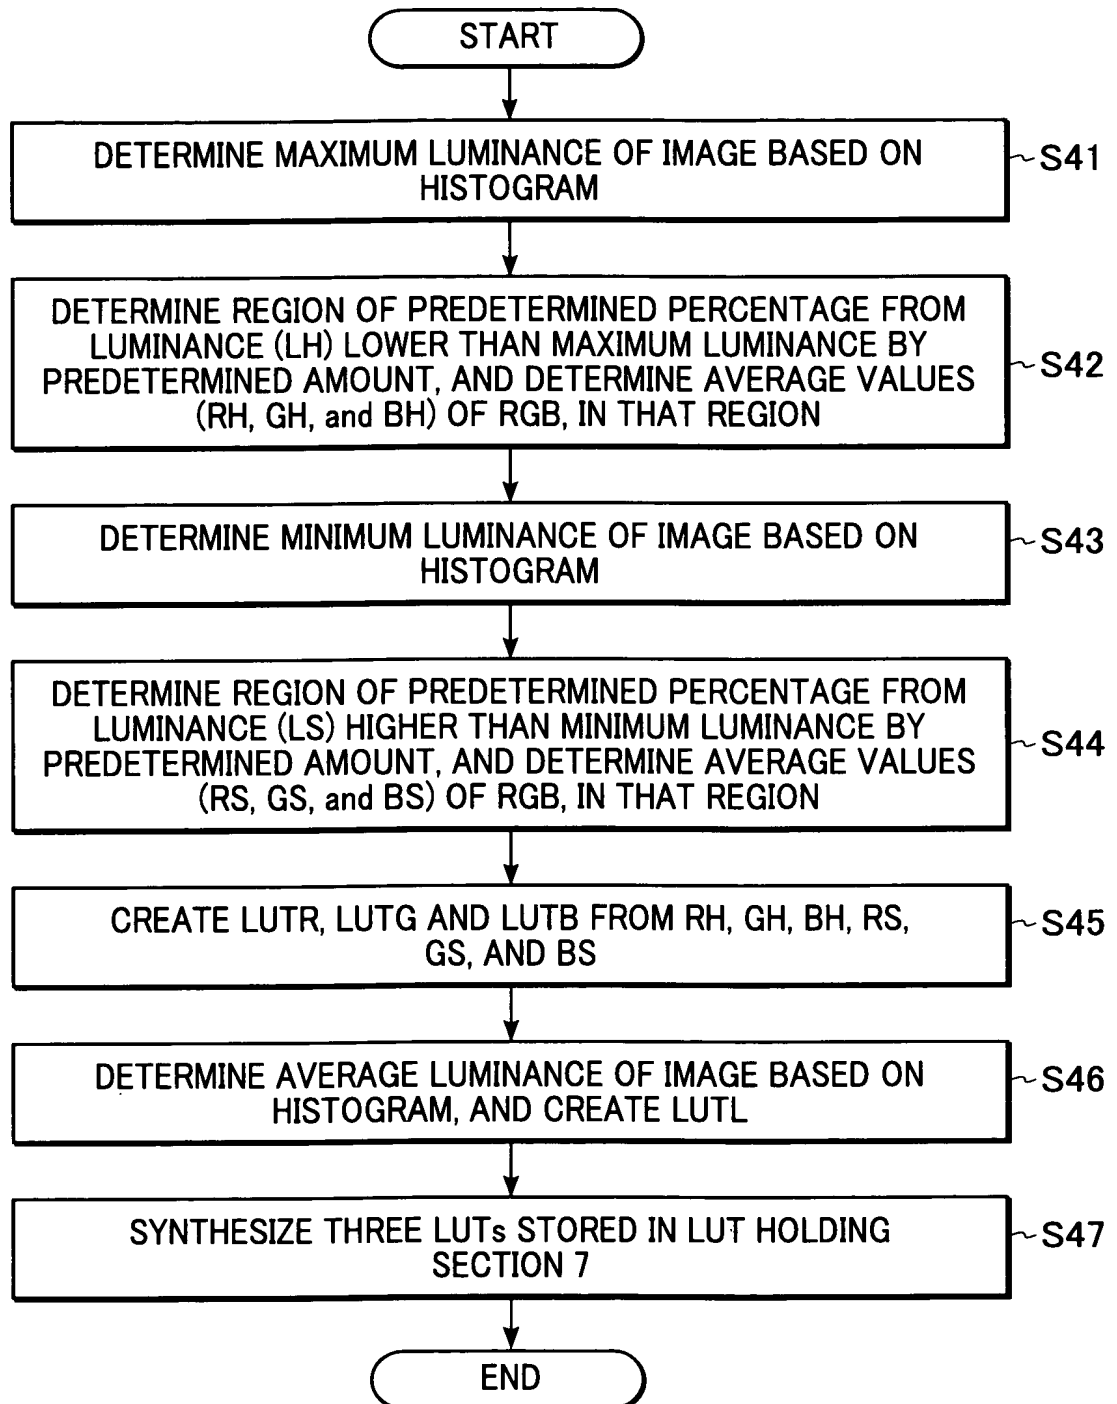 START
DETERMINE MAXIMUM LUMINANCE OF IMAGE BASED ON
HISTOGRAM
S41
DETERMINE REGION OF PREDETERMINED PERCENTAGE FROM
LUMINANCE (LH) LOWER THAN MAXIMUM LUMINANCE BY
PREDETERMINED AMOUNT, AND DETERMINE AVERAGE VALUES
(RH, GH, and BH) OF RGB, IN THAT REGION
S42
DETERMINE MINIMUM LUMINANCE OF IMAGE BASED ON
HISTOGRAM
S43
DETERMINE REGION OF PREDETERMINED PERCENTAGE FROM
LUMINANCE (LS) HIGHER THAN MINIMUM LUMINANCE BY
PREDETERMINED AMOUNT, AND DETERMINE AVERAGE VALUES
(RS, GS, and BS) OF RGB, IN THAT REGION
S44
CREATE LUTR, LUTG AND LUTB FROM RH, GH, BH, RS,
GS, AND BS
S45
DETERMINE AVERAGE LUMINANCE OF IMAGE BASED ON
HISTOGRAM, AND CREATE LUTL
S46
SYNTHESIZE THREE LUTs STORED IN LUT HOLDING
SECTION 7
S47
END